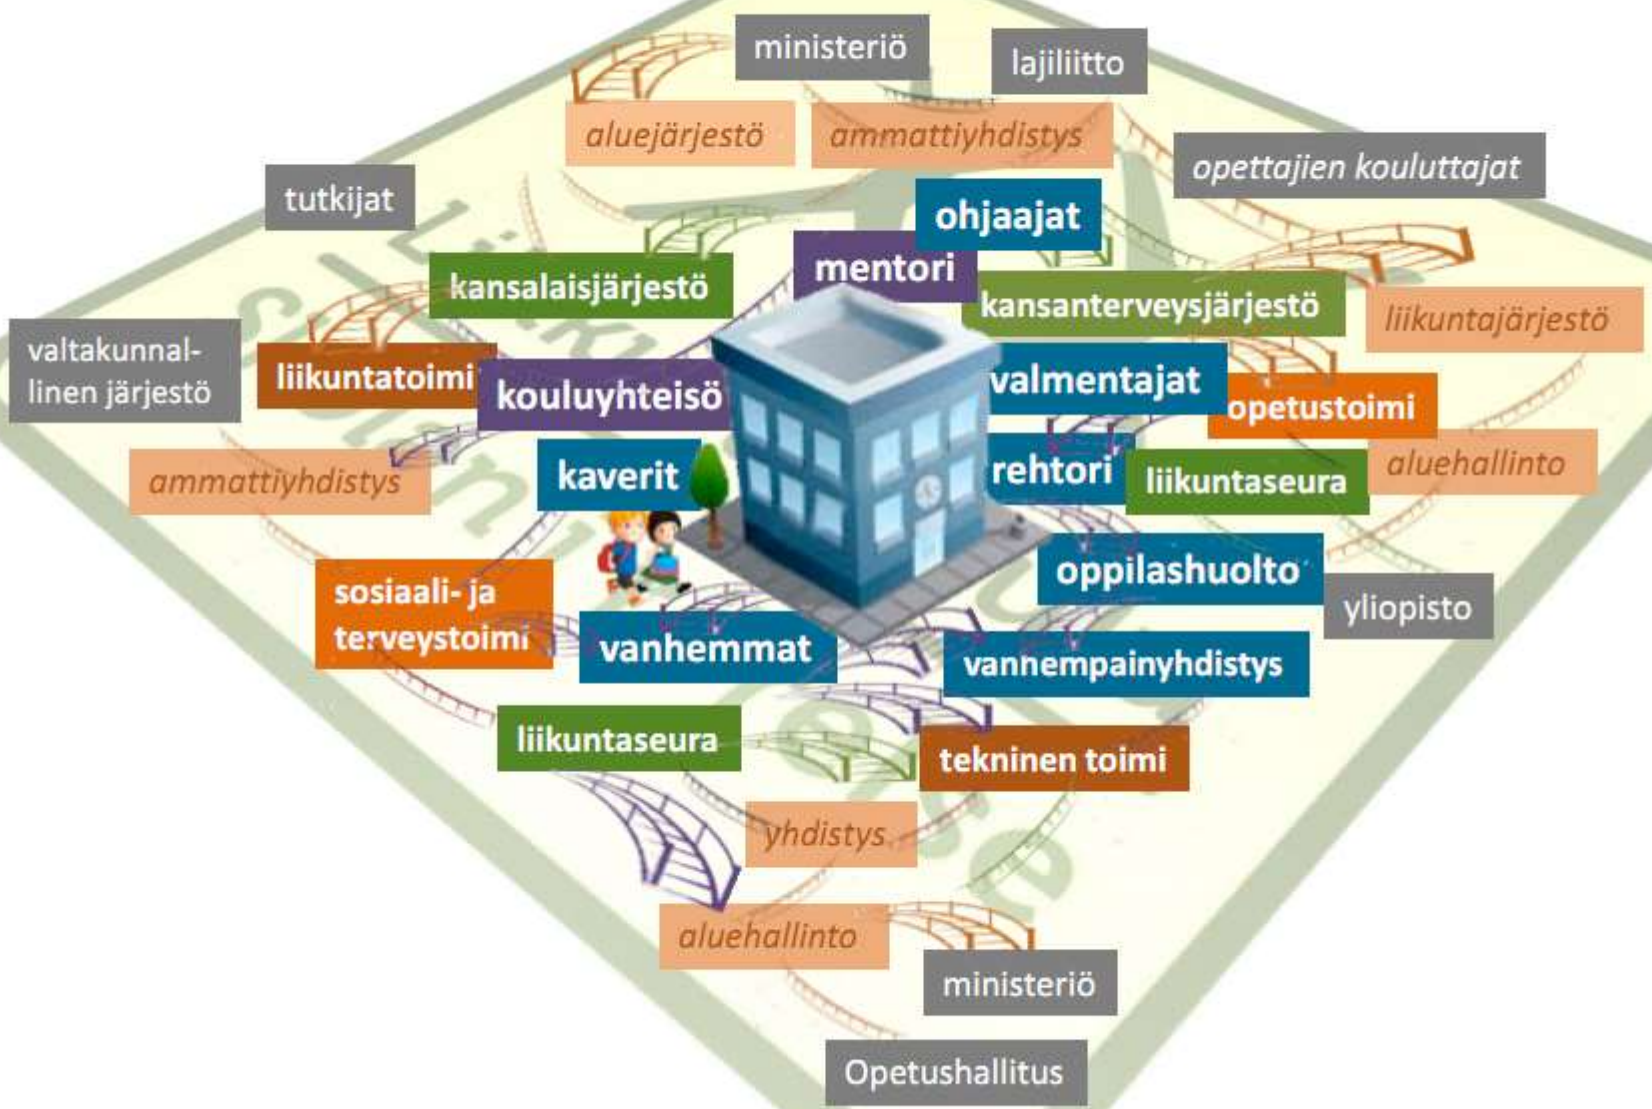 ministeriö
lajiliitto
aluejärjestö
ammattiyhdistys
opettajien kouluttajat
tutkijat
ohjaajat
mentori
kansalaisjärjestö
kansanterveysjärjestö
liikuntajärjestö
valtakunnal-
linen järjestö
liikuntatoimi
kouluyhteisö
valmentajat
opetustoimi
ammattiyhdistys
kaverit
rehtori
liikuntaseura
aluehallinto
oppilashuolto
sosiaali- ja
terveystoimi
yliopisto
vanhemmat
vanhempainyhdistys
liikuntaseura
tekninen toimi
yhdistys
aluehallinto
ministeriö
Opetushallitus